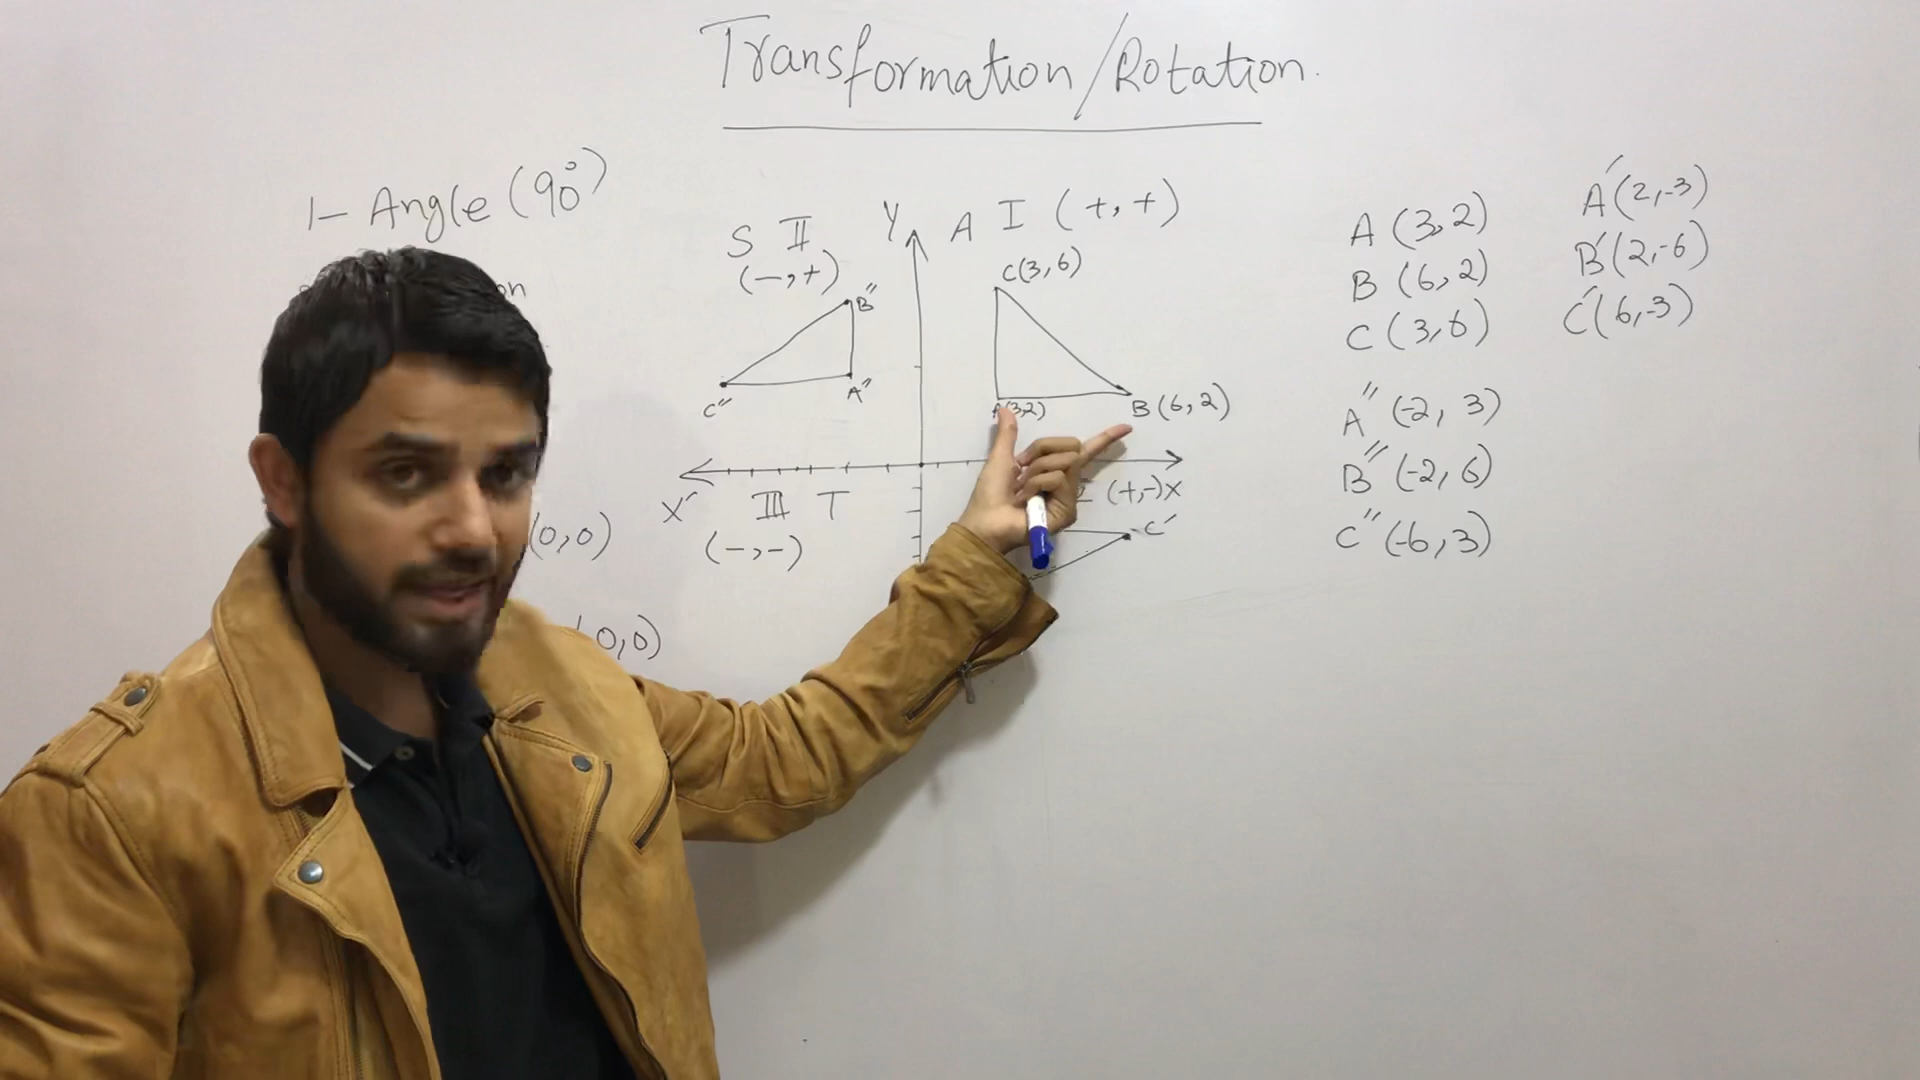 Transformation/Rotation.
1- Angle (90°)
on
(0,0)
0,0)
S II
(-,+)
Y
A I (+,+)
C(3,6)
B"
A"
C"
A(3,2)
B(6,2)
X'
III T
(-,-)
(+,-)X
C'
A (3,2)
B (6,2)
C (3,6)
A'(2,-3)
B'(2,-6)
C'(6,-3)
A" (-2, 3)
B" (-2, 6)
C" (-6, 3)